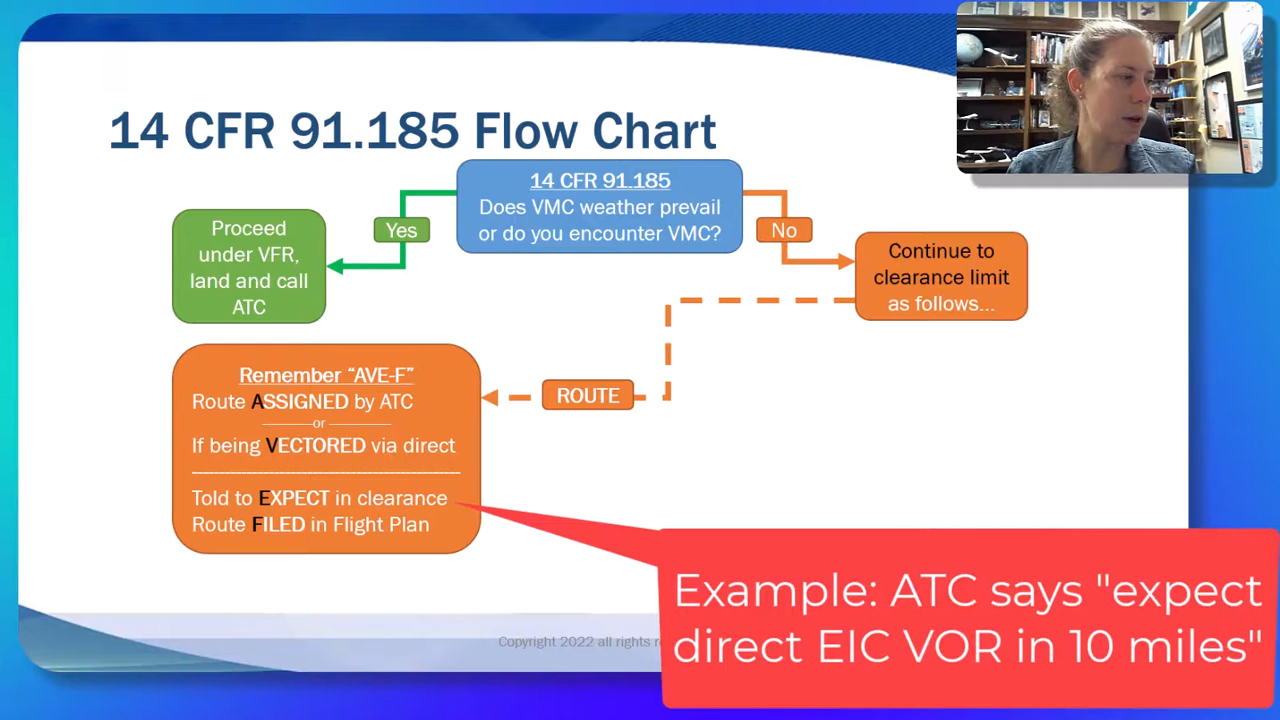 14 CFR 91.185 Flow Chart
14 CFR 91.185
Does VMC weather prevail
or do you encounter VMC?
Yes
No
Proceed
under VFR,
land and call
ATC
Continue to
clearance limit
as follows...
ROUTE
Remember “AVE-F”
Route ASSIGNED by ATC
or
If being VECTORED via direct
Told to EXPECT in clearance
Route FILED in Flight Plan
Example: ATC says "expect
direct EIC VOR in 10 miles"
Copyright 2022 all rights